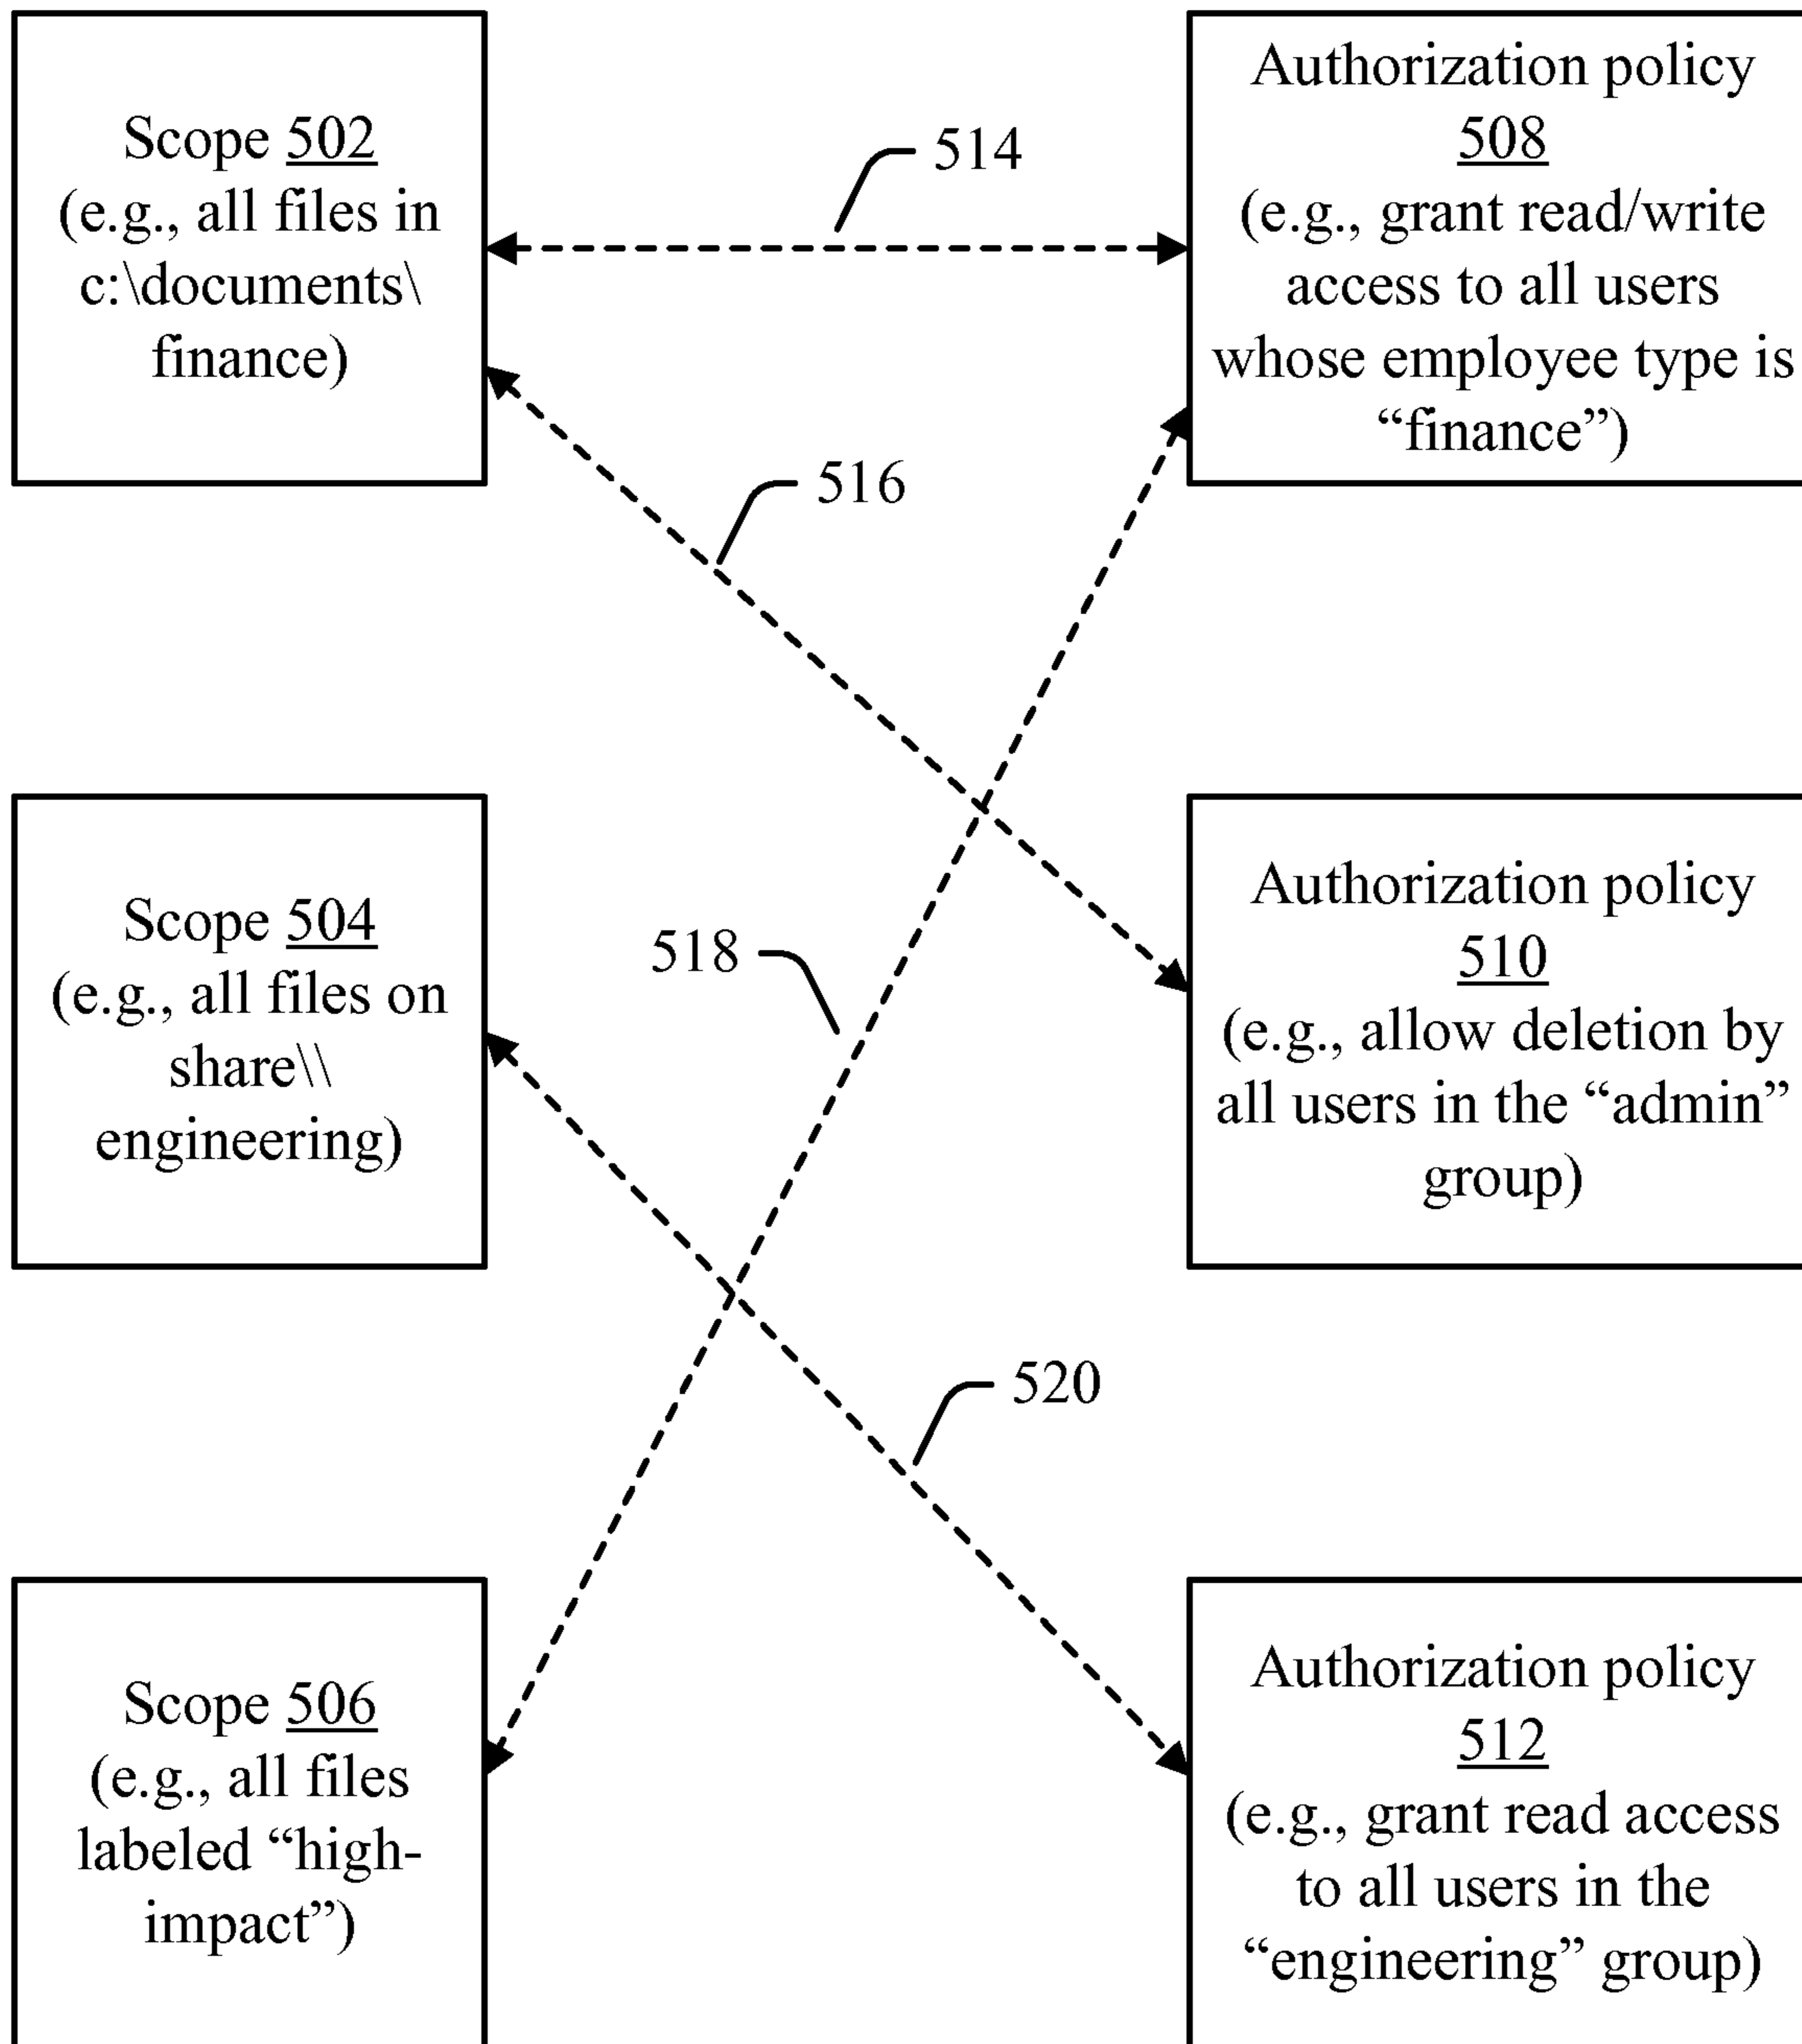 Scope 502
(e.g., all files in
c:\documents\
finance)
514
Authorization policy
508
(e.g., grant read/write
access to all users
whose employee type is
“finance”)
516
Scope 504
(e.g., all files on
share\\
engineering)
518
Authorization policy
510
(e.g., allow deletion by
all users in the “admin”
group)
520
Scope 506
(e.g., all files
labeled “high-
impact”)
Authorization policy
512
(e.g., grant read access
to all users in the
“engineering” group)